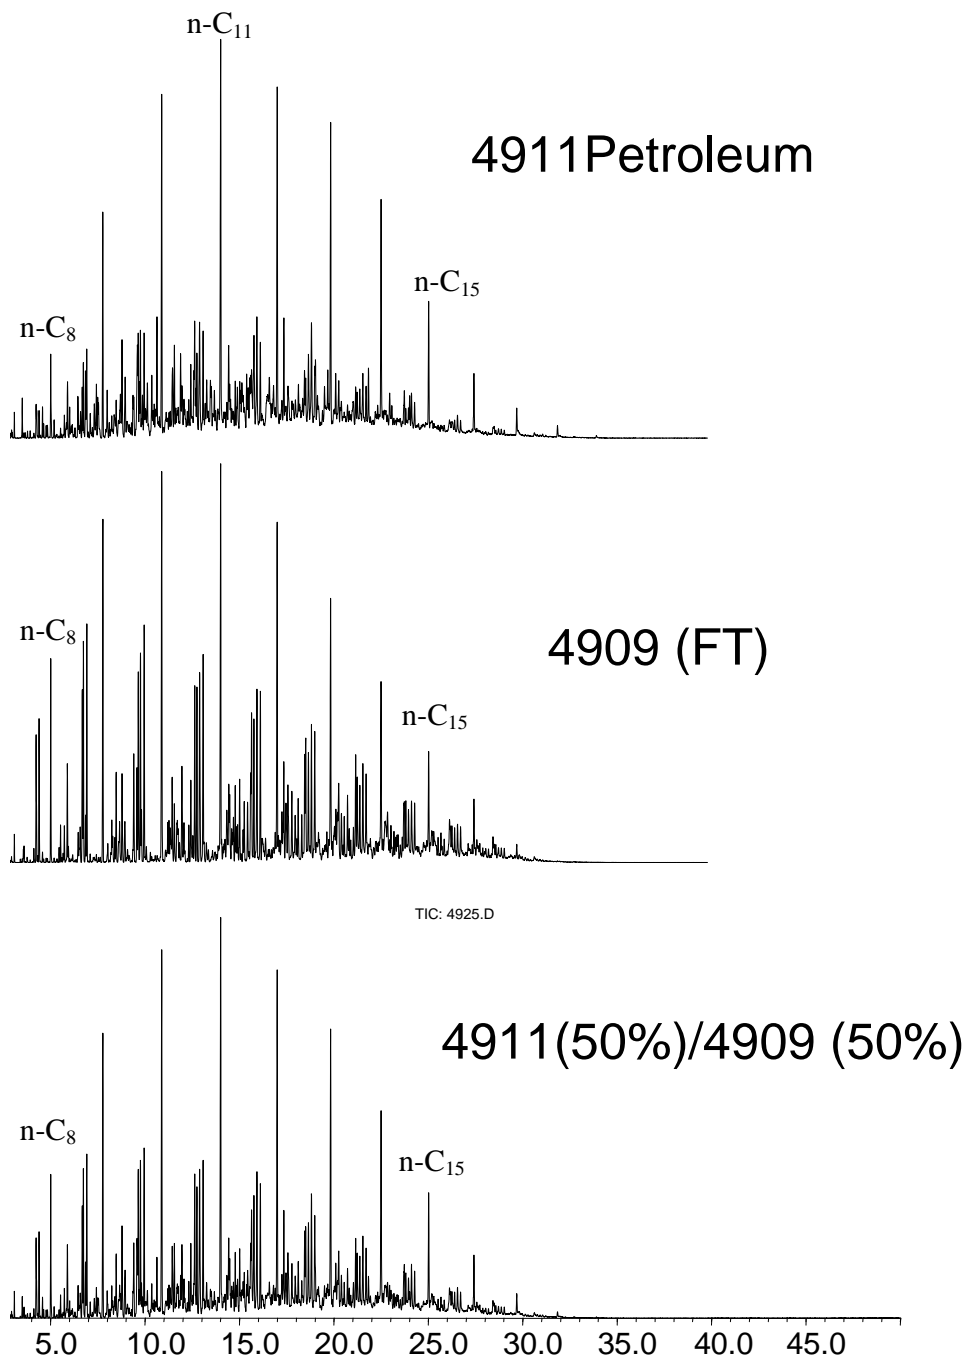 n-C₁₁
4911Petroleum
n-C₈
n-C₁₅
4909 (FT)
n-C₈
n-C₁₅
TIC: 4925.D
4911(50%)/4909 (50%)
n-C₈
n-C₁₅
5.0 10.0 15.0 20.0 25.0 30.0 35.0 40.0 45.0